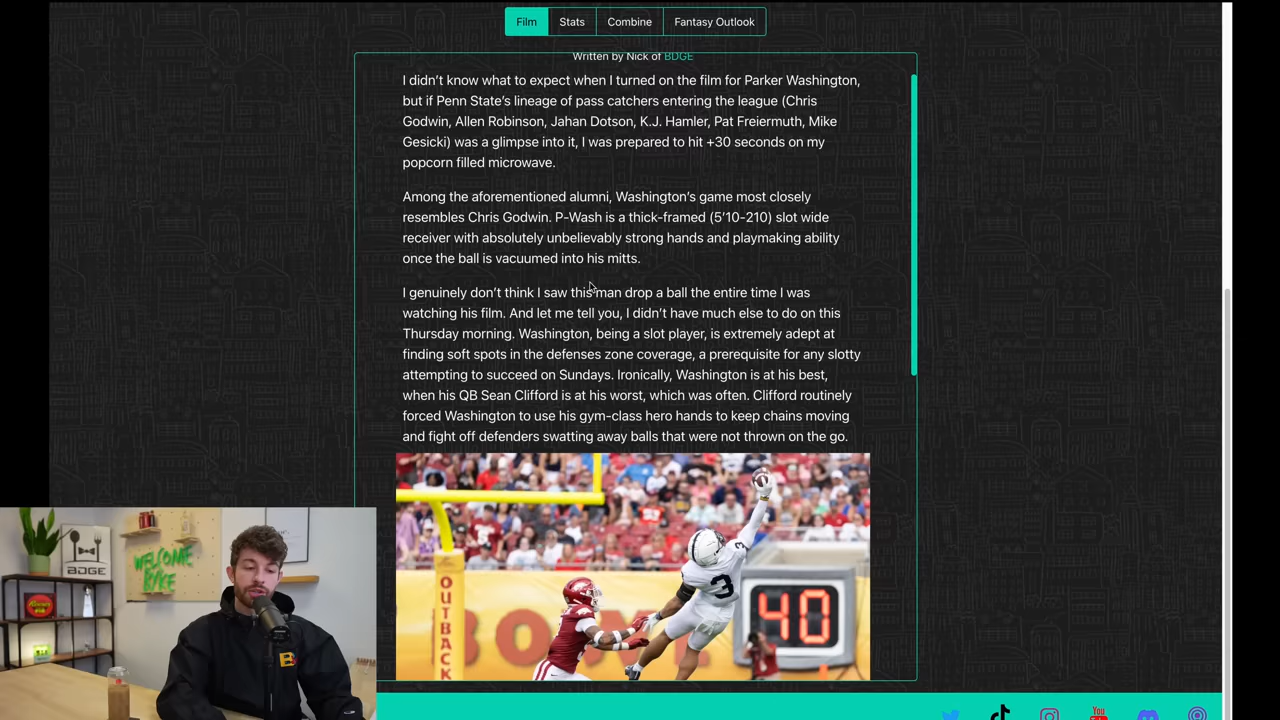 Film
Stats
Combine
Fantasy Outlook
Written by Nick of BDGE
I didn't know what to expect when I turned on the film for Parker Washington,
but if Penn State's lineage of pass catchers entering the league (Chris
Godwin, Allen Robinson, Jahan Dotson, K.J. Hamler, Pat Freiermuth, Mike
Gesicki) was a glimpse into it, I was prepared to hit +30 seconds on my
popcorn filled microwave.
Among the aforementioned alumni, Washington's game most closely
resembles Chris Godwin. P-Wash is a thick-framed (5'10-210) slot wide
receiver with absolutely unbelievably strong hands and playmaking ability
once the ball is vacuumed into his mitts.
I genuinely don't think I saw this man drop a ball the entire time I was
watching his film. And let me tell you, I didn't have much else to do on this
Thursday morning. Washington, being a slot player, is extremely adept at
finding soft spots in the defenses zone coverage, a prerequisite for any slotty
attempting to succeed on Sundays. Ironically, Washington is at his best,
when his QB Sean Clifford is at his worst, which was often. Clifford routinely
forced Washington to use his gym-class hero hands to keep chains moving
and fight off defenders swatting away balls that were not thrown on the go.
OUTBACK
BOWL
3
3
40
BDGE
WELCOME
RYKE
Reese's
B
You